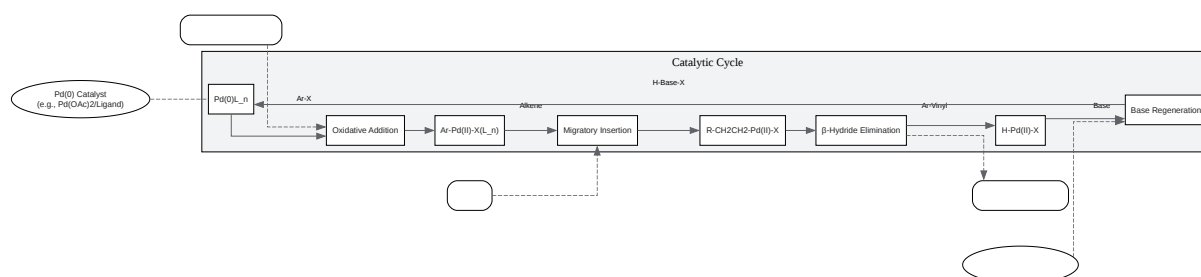 Catalytic Cycle
H-Base-X
Pd(0) Catalyst
(e.g., Pd(OAc)2/Ligand)
Pd(0)L_n
Ar-X
Alkene
Ar-Vinyl
Base
Base Regeneration
Oxidative Addition
Ar-Pd(II)-X(L_n)
Migratory Insertion
R-CH2CH2-Pd(II)-X
β-Hydride Elimination
H-Pd(II)-X